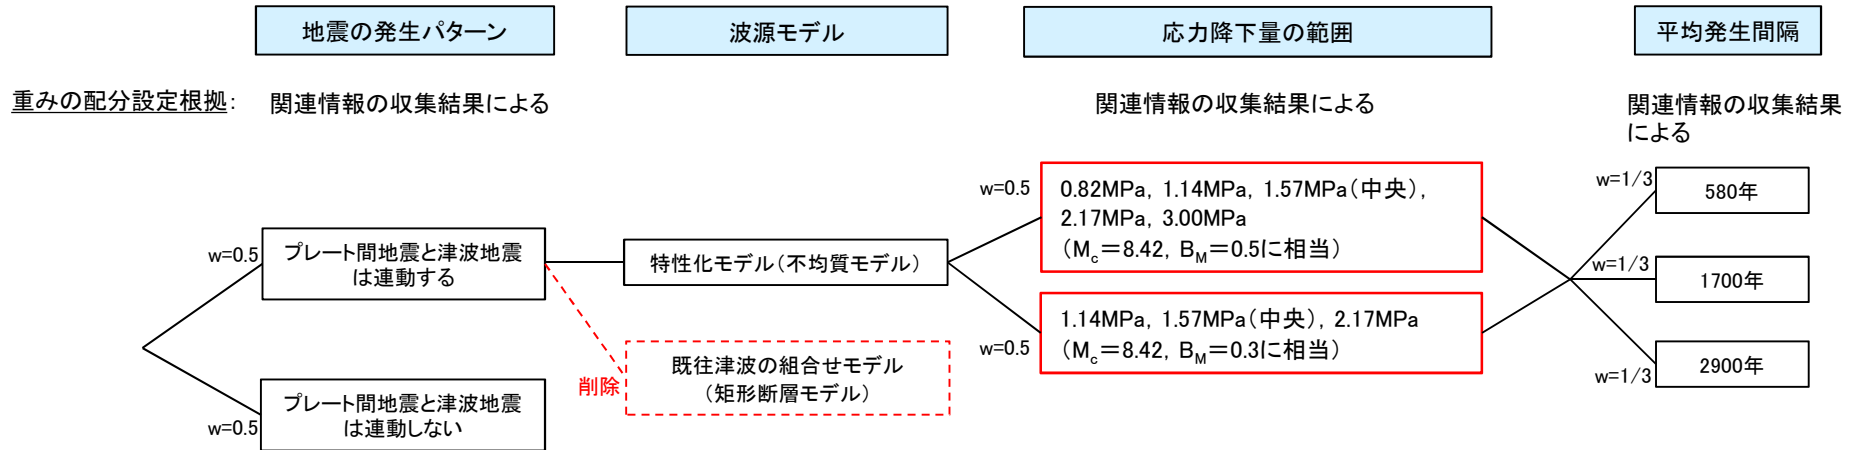 地震の発生パターン
波源モデル
応力降下量の範囲
平均発生間隔
重みの配分設定根拠:
関連情報の収集結果による
関連情報の収集結果による
関連情報の収集結果
による
w=0.5
プレート間地震と津波地震
は連動する
w=0.5
プレート間地震と津波地震
は連動しない
特性化モデル(不均質モデル)
削除
既往津波の組合せモデル
(矩形断層モデル)
w=0.5
0.82MPa, 1.14MPa, 1.57MPa(中央),
2.17MPa, 3.00MPa
(Mc=8.42, BM=0.5に相当)
w=0.5
1.14MPa, 1.57MPa(中央), 2.17MPa
(Mc=8.42, BM=0.3に相当)
w=1/3
580年
w=1/3
1700年
w=1/3
2900年